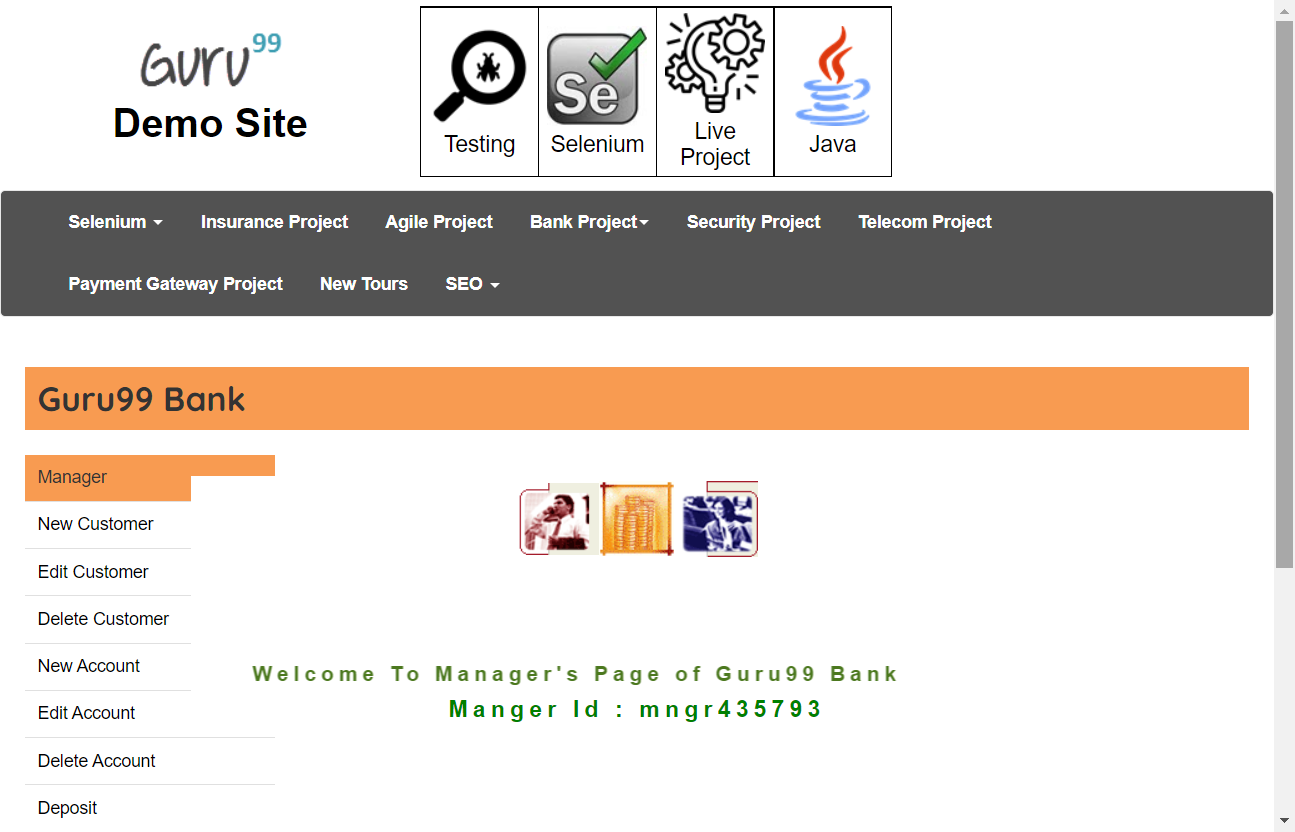 Guru99
Demo Site
Testing
Selenium
Live
Project
Java
Selenium
Insurance Project
Agile Project
Bank Project
Security Project
Telecom Project
Payment Gateway Project
New Tours
SEO
Guru99 Bank
Manager
New Customer
Edit Customer
Delete Customer
New Account
Edit Account
Delete Account
Deposit
Welcome To Manager's Page of Guru99 Bank
Manger Id : mngr435793